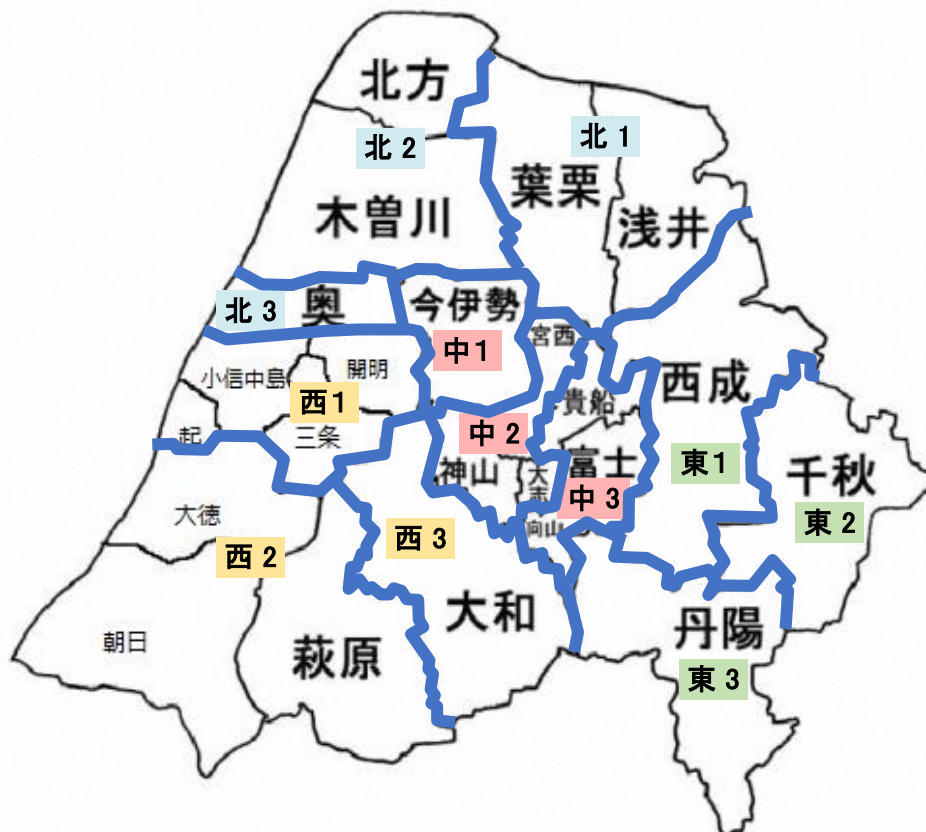 北方
北 1
北 2
葉栗
木曽川
浅井
北 3
奥
今伊勢
宮西
中 1
小信中島
開明
西成
西 1
貴船
起
三条
中 2
神山
大志
富士
東 1
千秋
中 3
大徳
西 3
向山
東 2
西 2
大和
朝日
萩原
丹陽
東 3